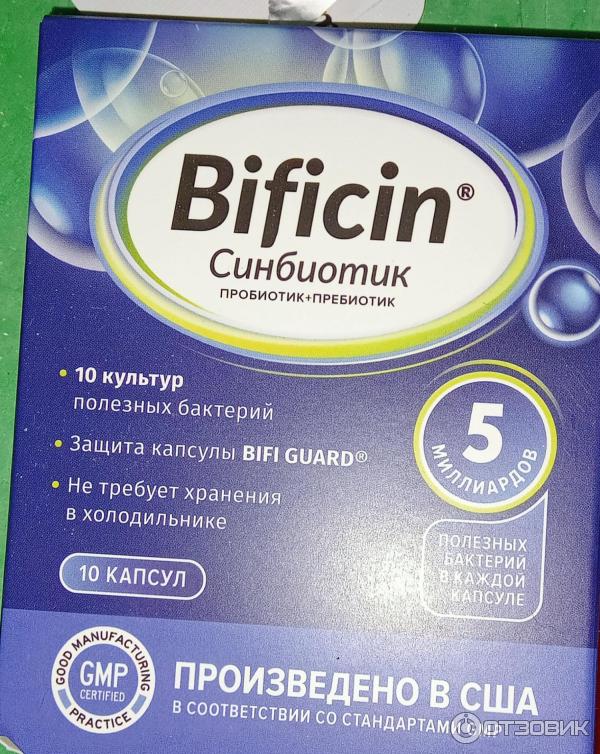 Bificin®
Синбиотик
ПРОБИОТИК+ПРЕБИОТИК
• 10 культур
полезных бактерий
• Защита капсулы BIFI GUARD®
• Не требует хранения
в холодильнике
10 КАПСУЛ
5
МИЛЛИАРДОВ
ПОЛЕЗНЫХ
БАКТЕРИЙ
В КАЖДОЙ
КАПСУЛЕ
GOOD MANUFACTURING
GMP
CERTIFIED
PRACTICE
ПРОИЗВЕДЕНО В США
В СООТВЕТСТВИИ СО СТАНДАРТАМИ GMP
ОТЗОВИК